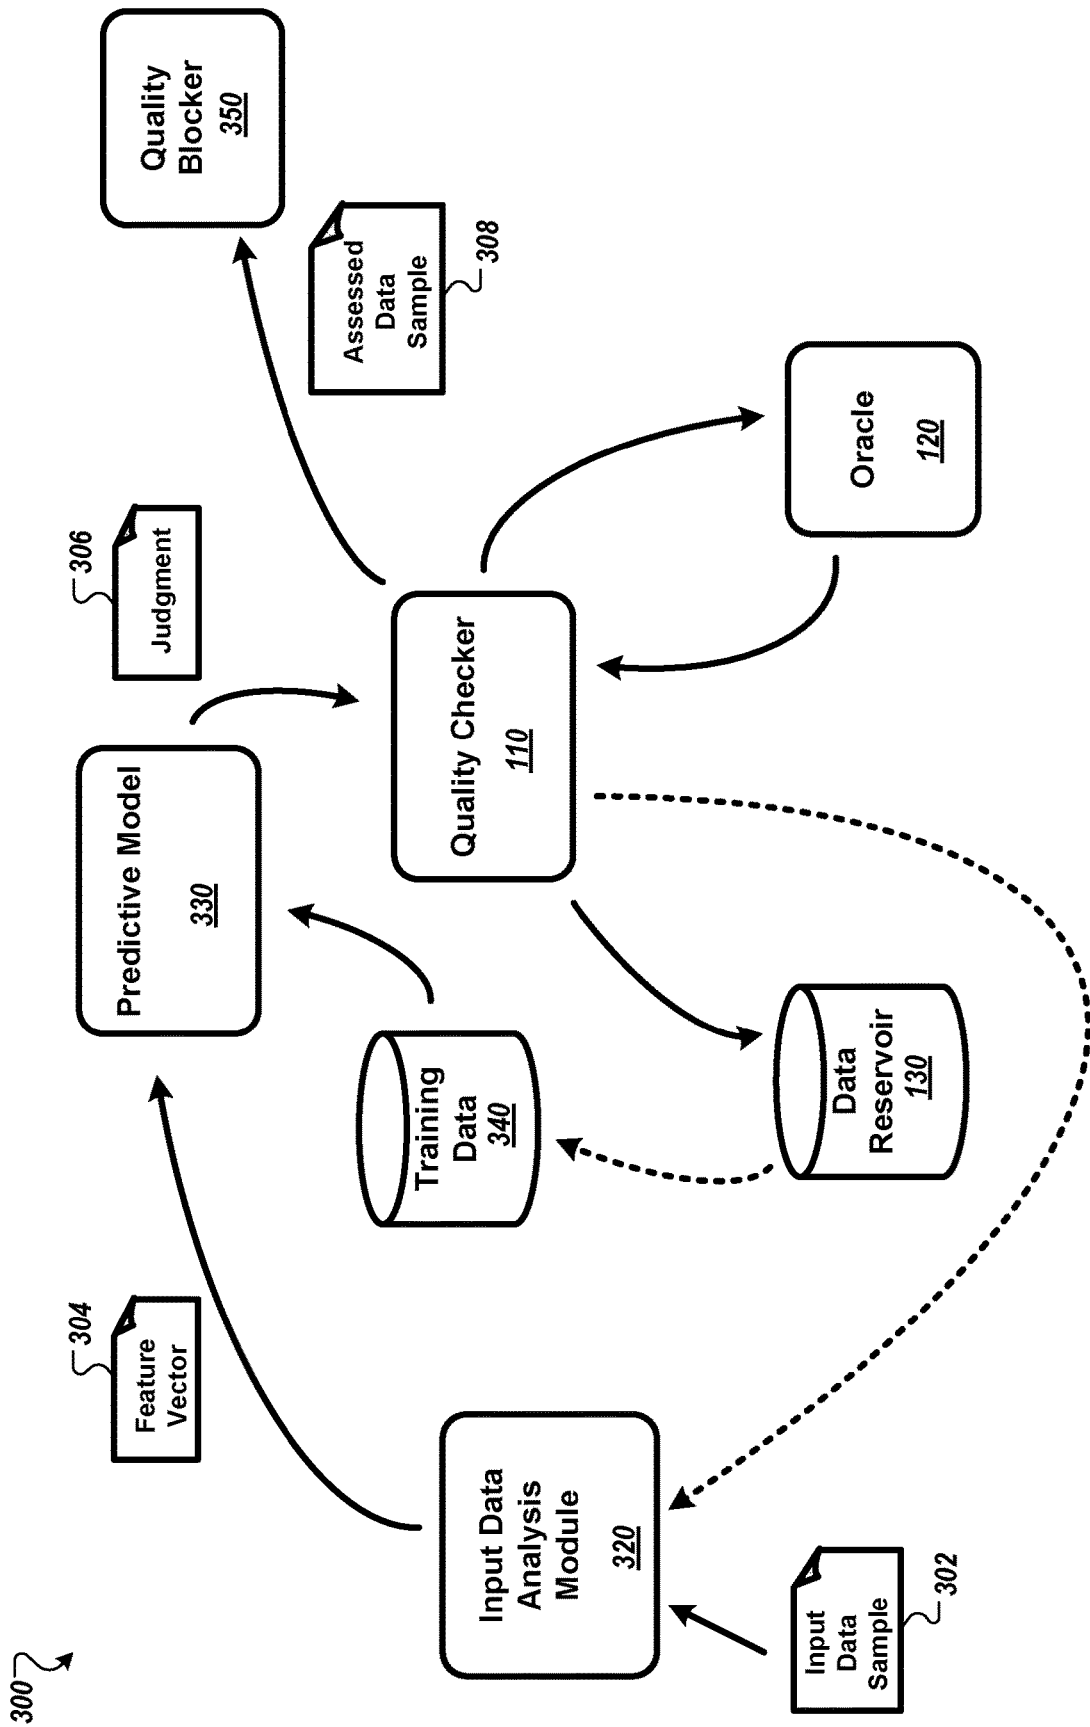 300
304
Feature
Vector
306
Judgment
Predictive Model
330
Quality
Blocker
350
Input Data
Analysis
Module
320
Training
Data
340
Quality Checker
110
Assessed
Data
Sample
308
Input
Data
Sample
302
Data
Reservoir
130
Oracle
120